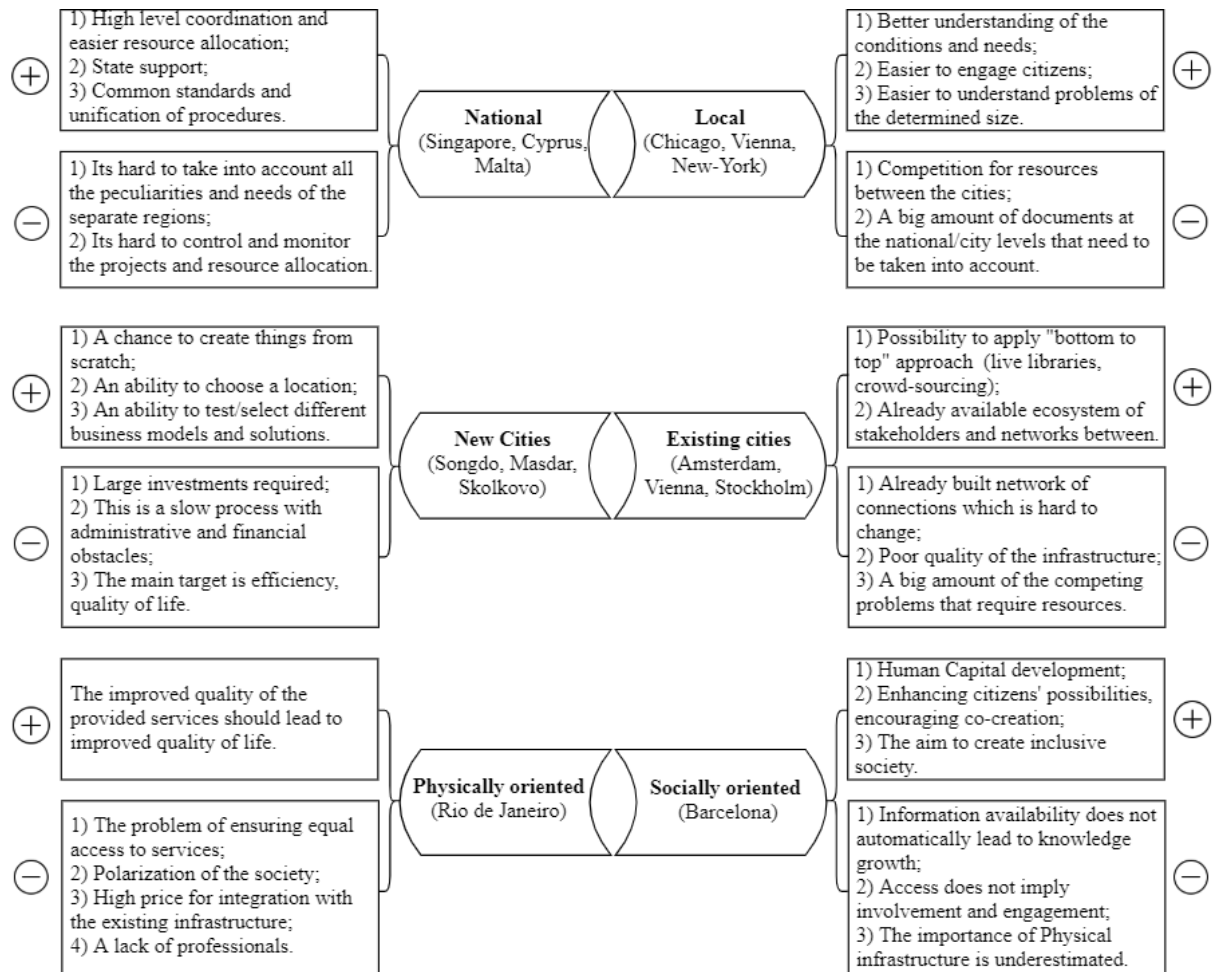 1) High level coordination and
easier resource allocation;
2) State support;
3) Common standards and
unification of procedures.
1) Its hard to take into account all
the peculiarities and needs of the
separate regions;
2) Its hard to control and monitor
the projects and resource allocation.
National
(Singapore, Cyprus,
Malta)
Local
(Chicago, Vienna,
New-York)
1) Better understanding of the
conditions and needs;
2) Easier to engage citizens;
3) Easier to understand problems of
the determined size.
1) Competition for resources
between the cities;
2) A big amount of documents at
the national/city levels that need to
be taken into account.
1) A chance to create things from
scratch;
2) An ability to choose a location;
3) An ability to test/select different
business models and solutions.
1) Large investments required;
2) This is a slow process with
administrative and financial
obstacles;
3) The main target is efficiency,
quality of life.
New Cities
(Songdo, Masdar,
Skolkovo)
Existing cities
(Amsterdam,
Vienna, Stockholm)
1) Possibility to apply "bottom to
top" approach (live libraries,
crowd-sourcing);
2) Already available ecosystem of
stakeholders and networks between.
1) Already built network of
connections which is hard to
change;
2) Poor quality of the infrastructure;
3) A big amount of the competing
problems that require resources.
The improved quality of the
provided services should lead to
improved quality of life.
1) The problem of ensuring equal
access to services;
2) Polarization of the society;
3) High price for integration with
the existing infrastructure;
4) A lack of professionals.
Physically oriented
(Rio de Janeiro)
Socially oriented
(Barcelona)
1) Human Capital development;
2) Enhancing citizens' possibilities,
encouraging co-creation;
3) The aim to create inclusive
society.
1) Information availability does not
automatically lead to knowledge
growth;
2) Access does not imply
involvement and engagement;
3) The importance of Physical
infrastructure is underestimated.